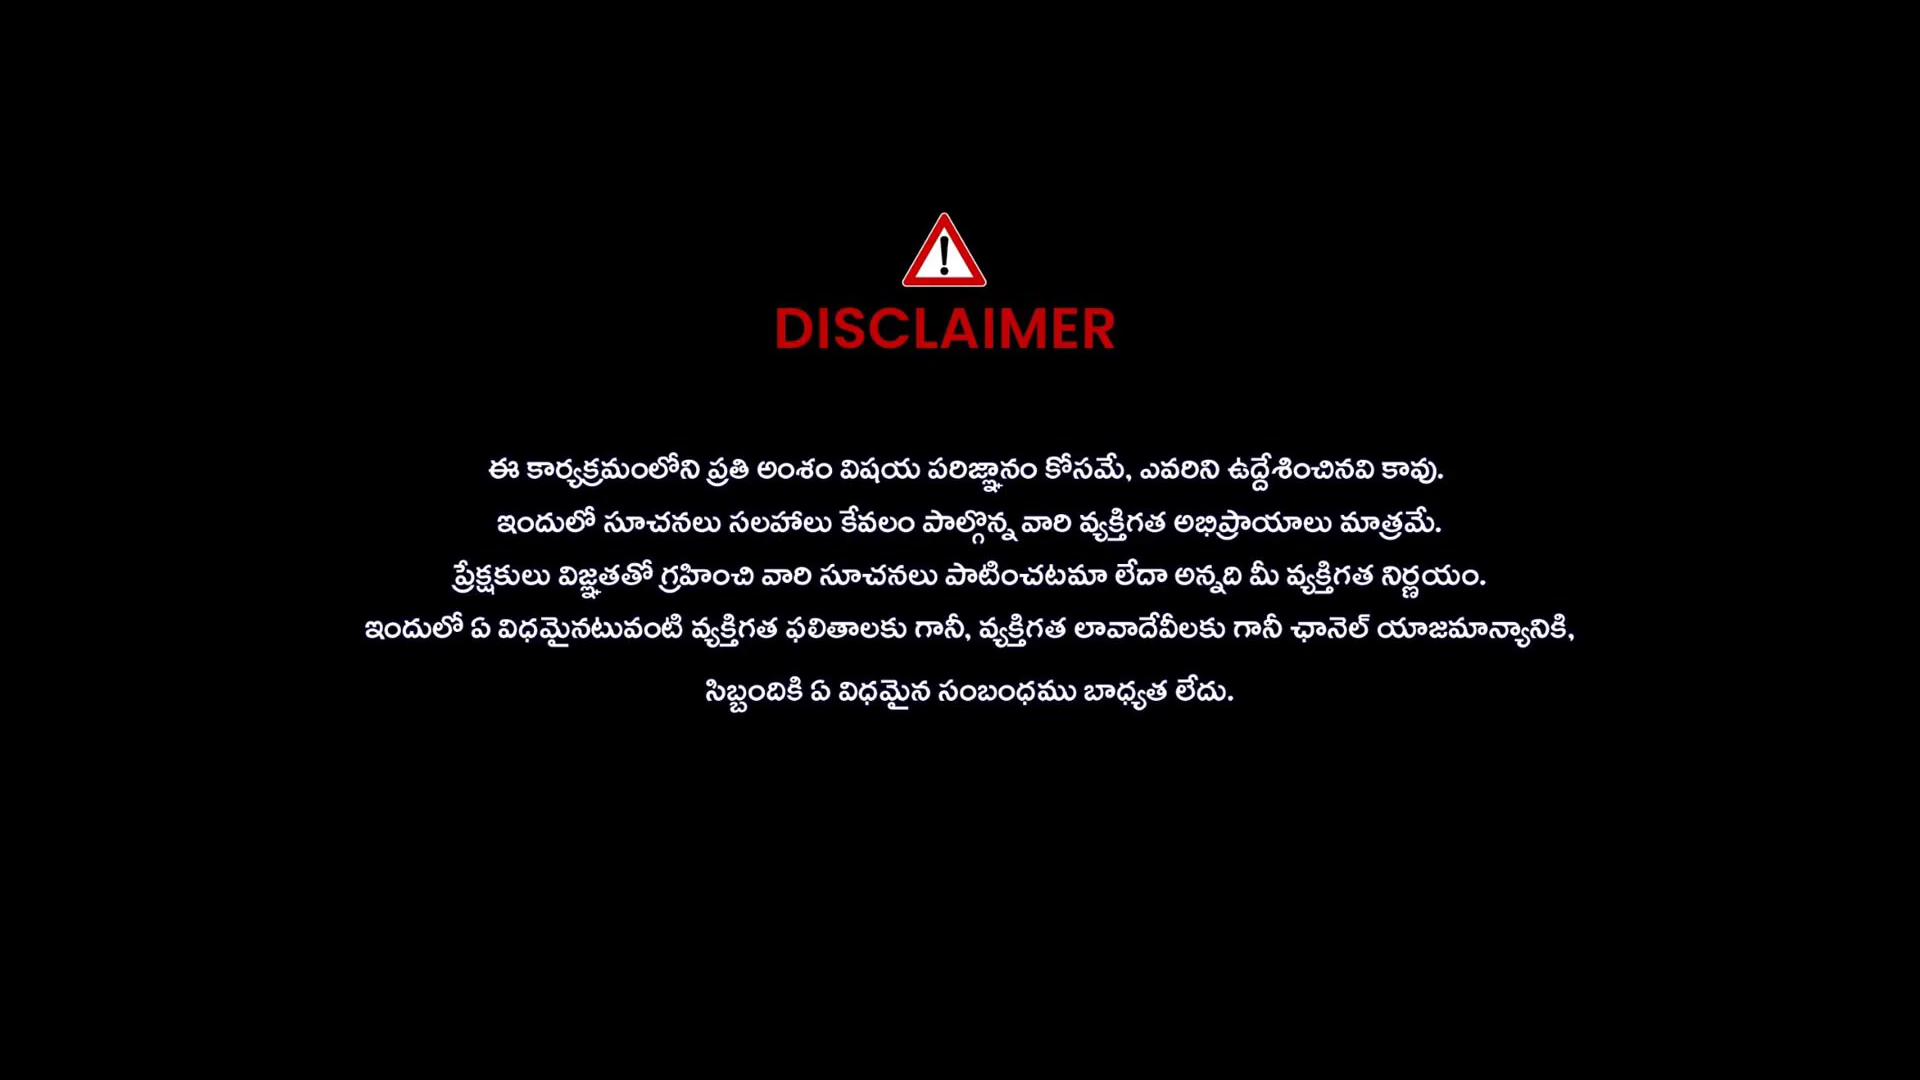 DISCLAIMER
ఈ కార్యక్రమంలోని ప్రతి అంశం విషయ పరిజ్ఞానం కోసమే, ఎవరిని ఉద్దేశించినవి కావు.
ఇందులో సూచనలు సలహాలు కేవలం పాల్గొన్న వారి వ్యక్తిగత అభిప్రాయాలు మాత్రమే.
ప్రేక్షకులు విజ్ఞతతో గ్రహించి వారి సూచనలు పాటించటమా లేదా అన్నది మీ వ్యక్తిగత నిర్ణయం.
ఇందులో ఏ విధమైనటువంటి వ్యక్తిగత ఫలితాలకు గానీ, వ్యక్తిగత లావాదేవీలకు గానీ ఛానెల్ యాజమాన్యానికి,
సిబ్బందికి ఏ విధమైన సంబంధము బాధ్యత లేదు.